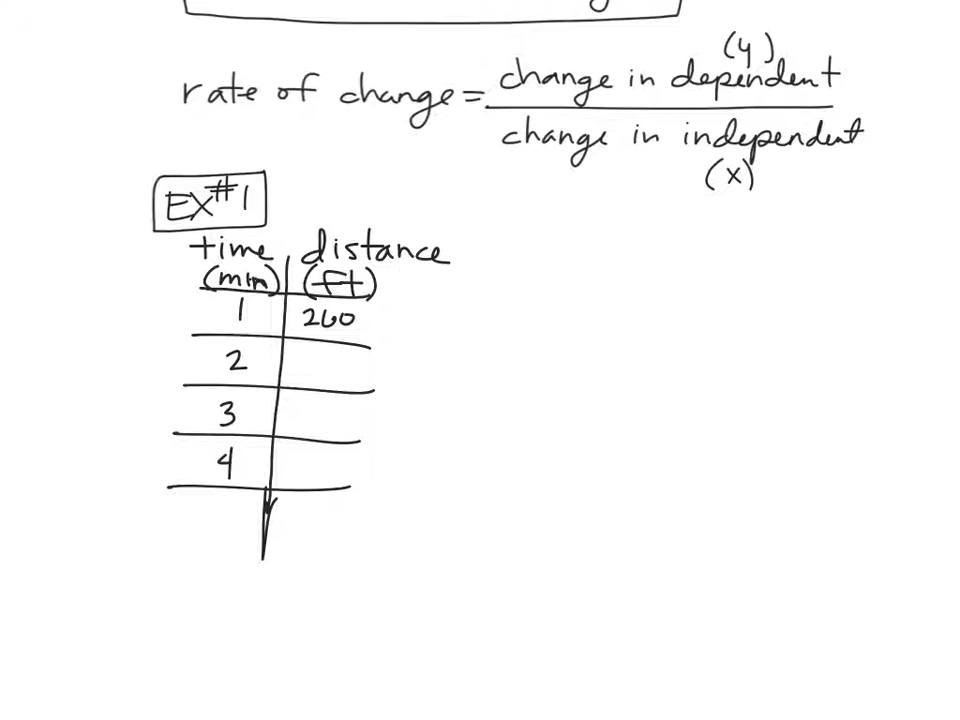 rate of change = change in dependent (y)
change in independent (x)
EX #1
time (min) distance (ft)
1 260
2
3
4